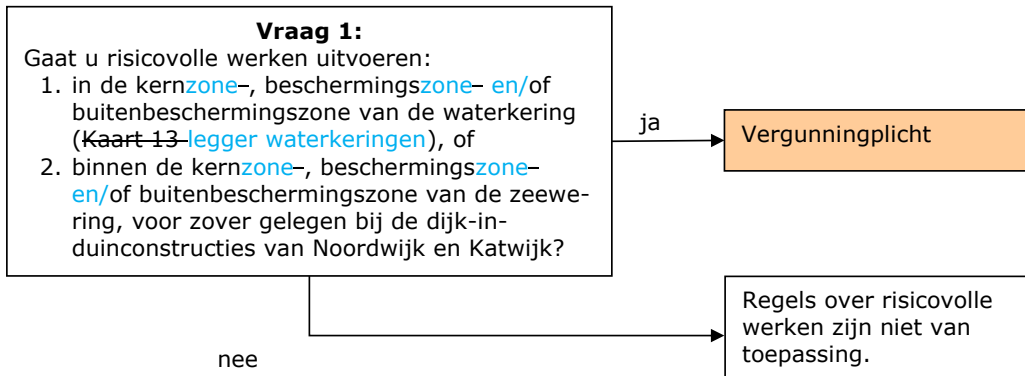 Vraag 1:
Gaat u risicovolle werken uitvoeren:
1. in de kernzone-, beschermingszone- en/of
buitenbeschermingszone van de waterkering
(Kaart 13 legger waterkeringen), of
2. binnen de kernzone-, beschermingszone-
en/of buitenbeschermingszone van de zeewe-
ring, voor zover gelegen bij de dijk-in-
duinconstructies van Noordwijk en Katwijk?
ja
Vergunningplicht
nee
Regels over risicovolle
werken zijn niet van
toepassing.